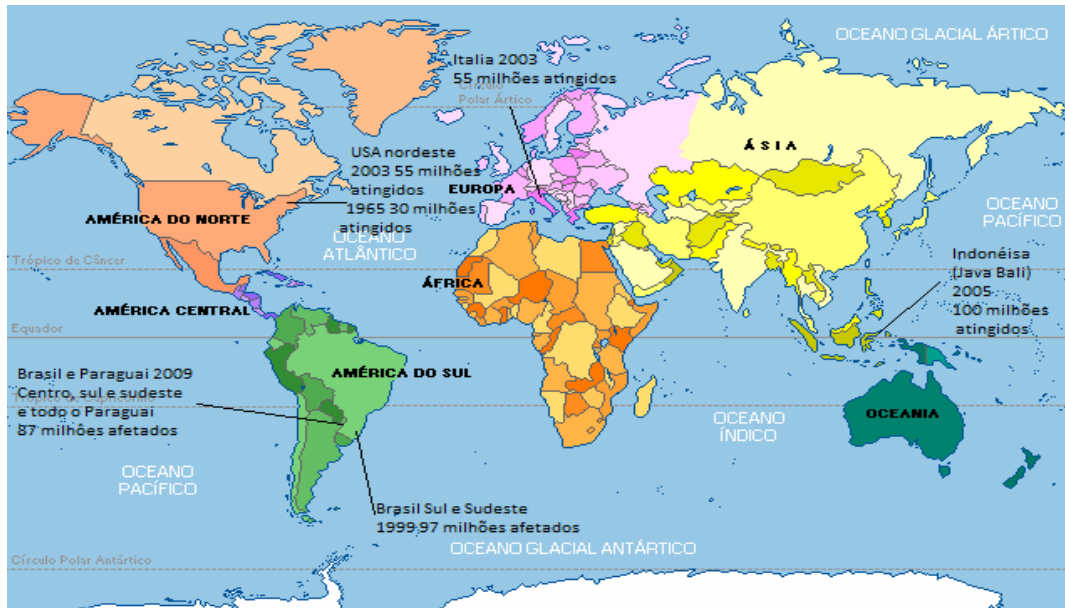 OCEANO GLACIAL ÁRTICO
Italia 2003
55 milhões atingidos
Círculo
Polar Ártico
ÁSIA
USA nordeste
2003 55 milhões
atingidos
1965 30 milhões
atingidos
EUROPA
AMÉRICA DO NORTE
OCEANO
PACÍFICO
OCEANO
ATLÂNTICO
Trópico de Câncer
Indonéisa
(Java Bali)
2005
100 milhões
atingidos
ÁFRICA
AMÉRICA CENTRAL
Equador
Brasil e Paraguai 2009
Centro, sul e sudeste
e todo o Paraguai
87 milhões afetados
Trópico de Capricórnio
AMÉRICA DO SUL
OCEANO
ÍNDICO
OCEANIA
OCEANO
PACÍFICO
Brasil Sul e Sudeste
1999 97 milhões afetados
OCEANO GLACIAL ANTÁRTICO
Círculo Polar Antártico